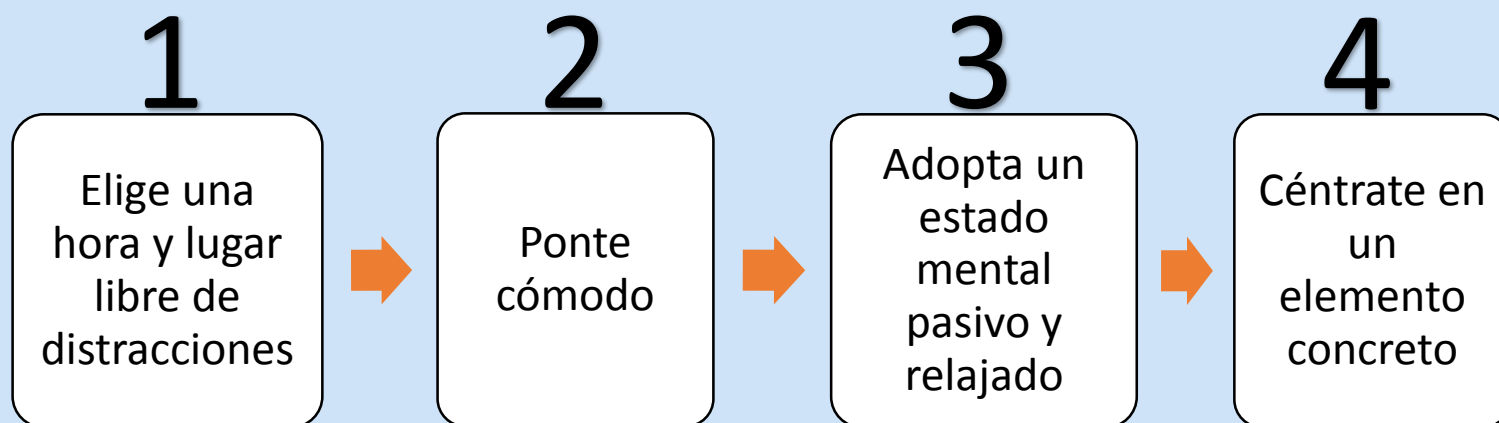 1
Elige una
hora y lugar
libre de
distracciones
2
Ponte
cómodo
3
Adopta un
estado
mental
pasivo y
relajado
4
Céntrate en
un
elemento
concreto